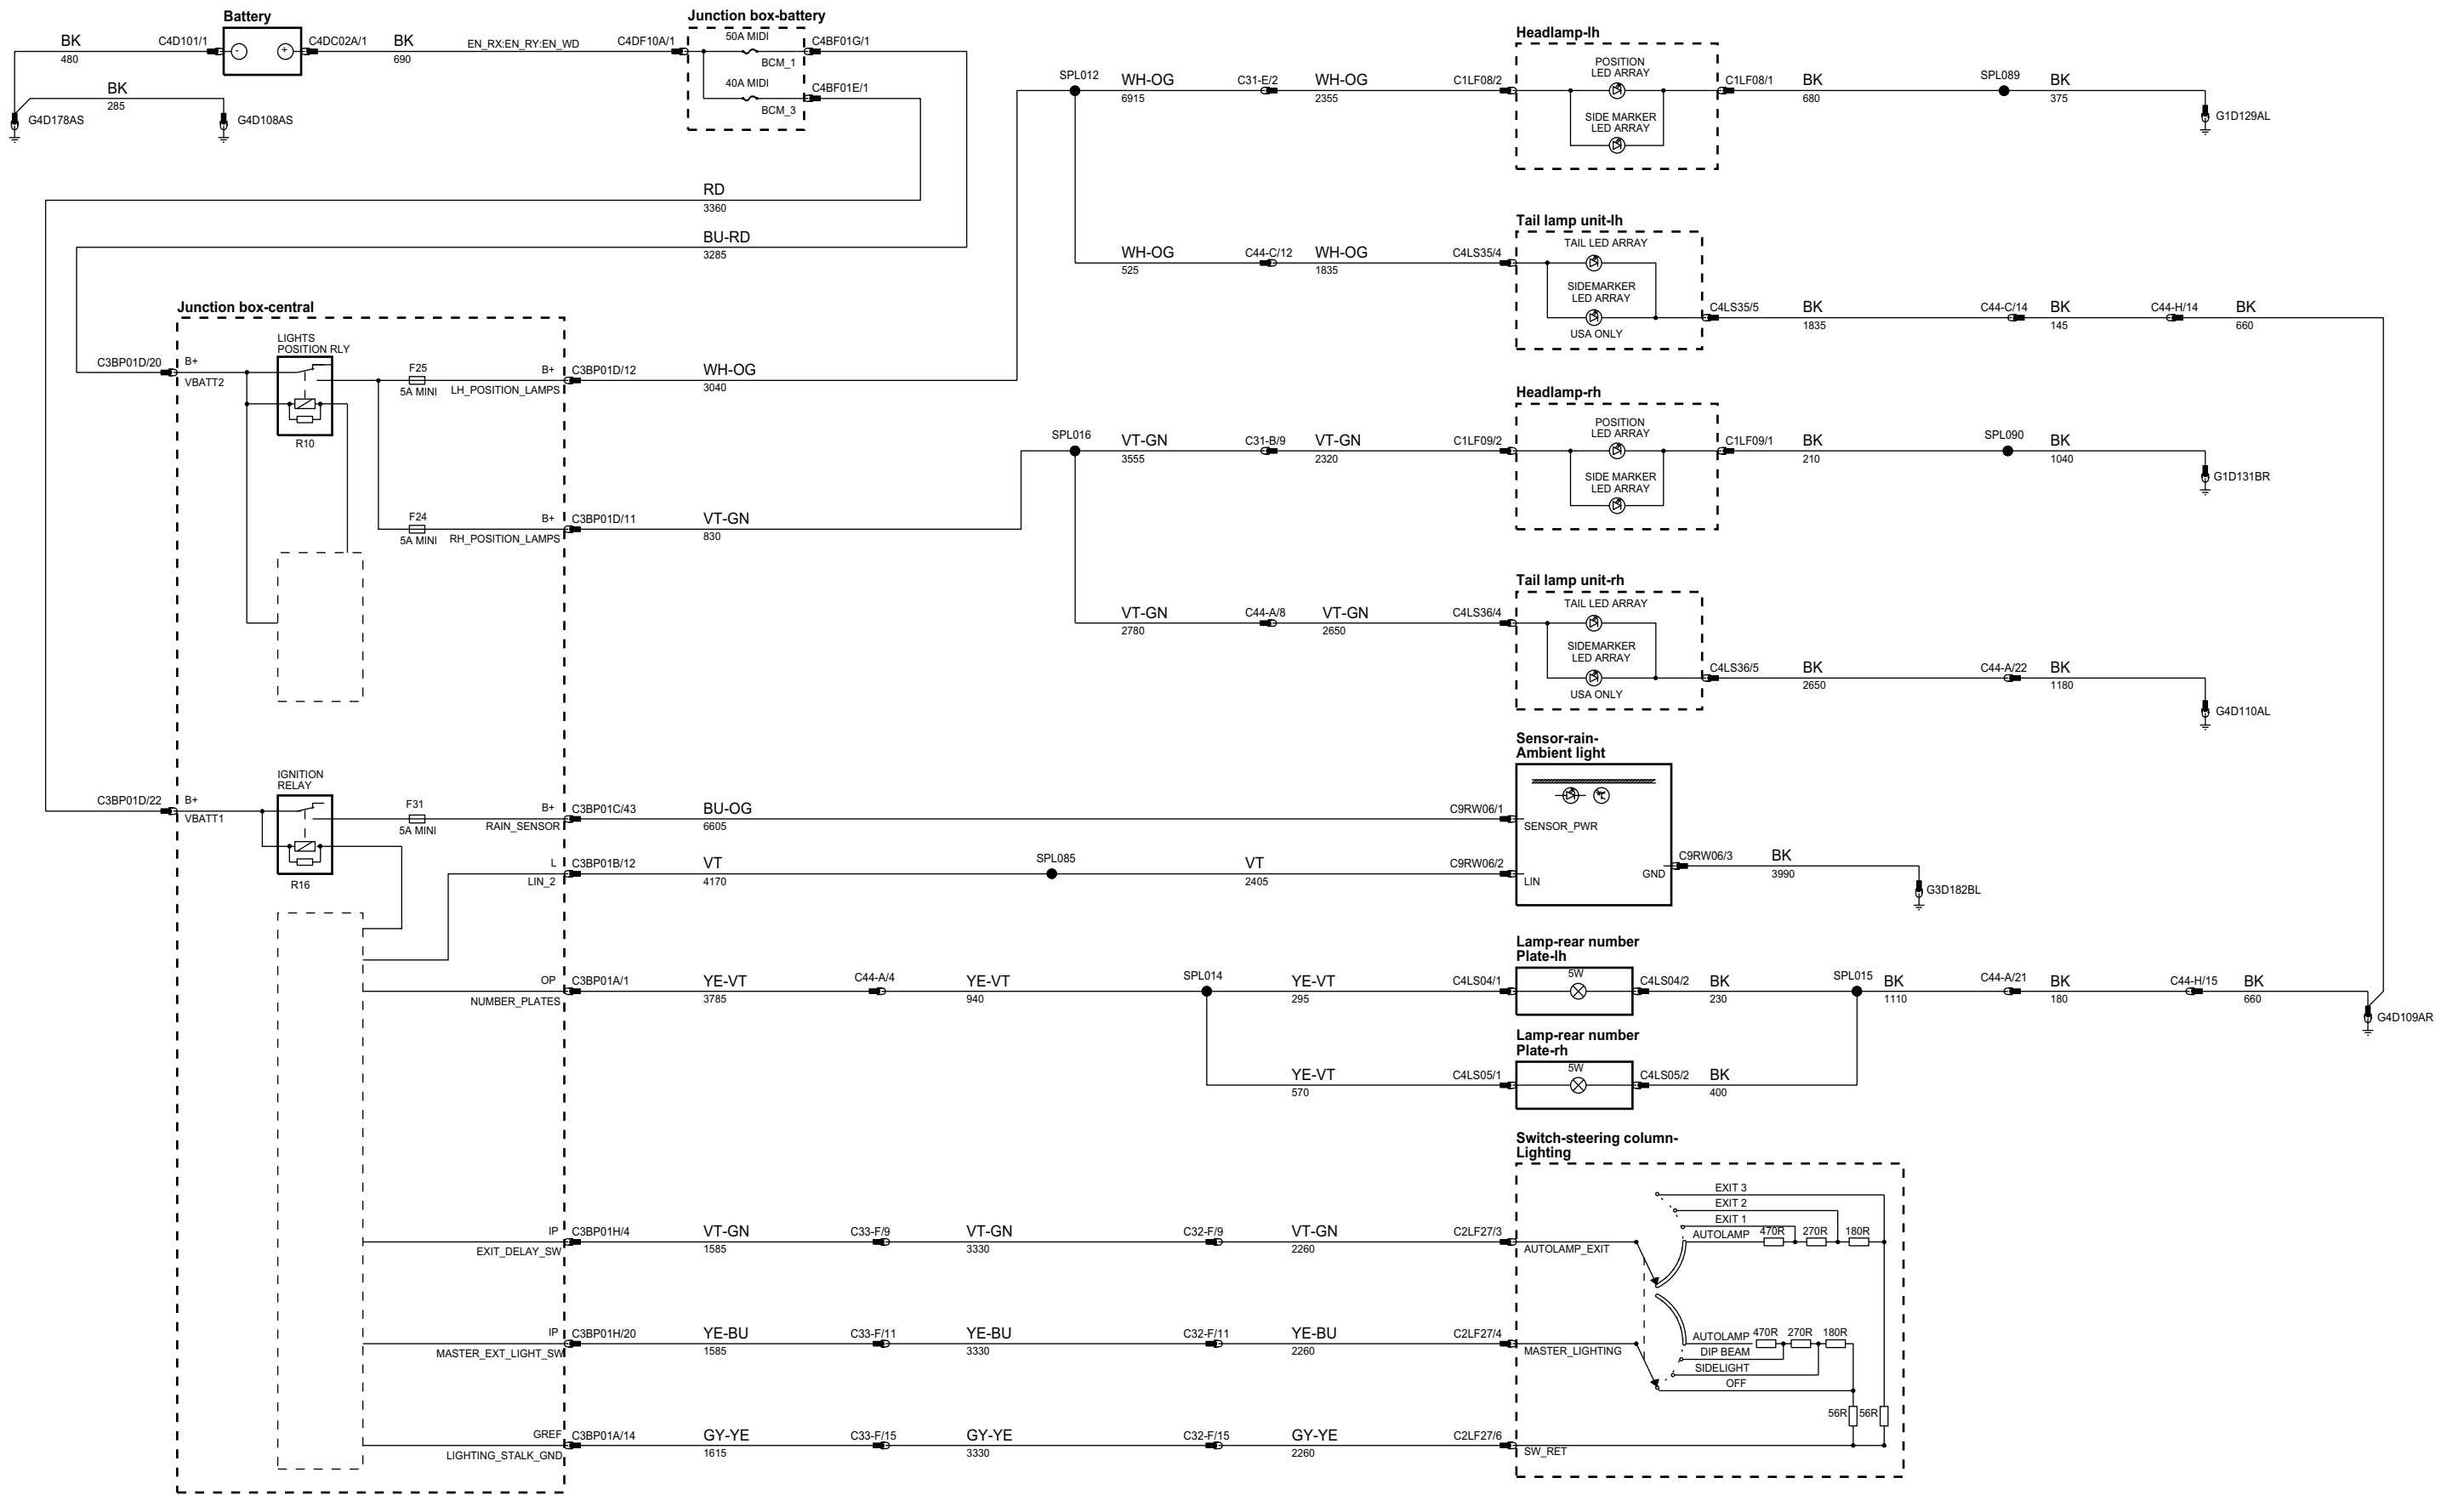 Battery
BK
480
C4D101/1
-
+
C4DC02A/1
BK
690
EN_RX:EN_RY:EN_WD
C4DF10A/1
BK
285
G4D178AS
G4D108AS
Junction box-battery
50A MIDI
BCM_1
C4BF01G/1
40A MIDI
BCM_3
C4BF01E/1
RD
3360
BU-RD
3285
SPL012
WH-OG
6915
C31-E/2
WH-OG
2355
C1LF08/2
Headlamp-lh
POSITION
LED ARRAY
SIDE MARKER
LED ARRAY
C1LF08/1
BK
680
SPL089
BK
375
G1D129AL
WH-OG
525
C44-C/12
WH-OG
1835
C4LS35/4
Tail lamp unit-lh
TAIL LED ARRAY
SIDEMARKER
LED ARRAY
USA ONLY
C4LS35/5
BK
1835
C44-C/14
BK
145
C44-H/14
BK
660
Junction box-central
LIGHTS
POSITION RLY
C3BP01D/20
B+
VBATT2
R10
F25
5A MINI
B+
LH_POSITION_LAMPS
C3BP01D/12
WH-OG
3040
F24
5A MINI
B+
RH_POSITION_LAMPS
C3BP01D/11
VT-GN
830
SPL016
VT-GN
3555
C31-B/9
VT-GN
2320
C1LF09/2
Headlamp-rh
POSITION
LED ARRAY
SIDE MARKER
LED ARRAY
C1LF09/1
BK
210
SPL090
BK
1040
G1D131BR
VT-GN
2780
C44-A/8
VT-GN
2650
C4LS36/4
Tail lamp unit-rh
TAIL LED ARRAY
SIDEMARKER
LED ARRAY
USA ONLY
C4LS36/5
BK
2650
C44-A/22
BK
1180
G4D110AL
IGNITION
RELAY
C3BP01D/22
B+
VBATT1
R16
F31
5A MINI
B+
RAIN_SENSOR
C3BP01C/43
BU-OG
6605
C9RW06/1
Sensor-rain-
Ambient light
SENSOR_PWR
L
LIN_2
C3BP01B/12
VT
4170
SPL085
VT
2405
C9RW06/2
LIN
GND
C9RW06/3
BK
3990
G3D182BL
OP
NUMBER_PLATES
C3BP01A/1
YE-VT
3785
C44-A/4
YE-VT
940
SPL014
YE-VT
295
C4LS04/1
Lamp-rear number
Plate-lh
5W
C4LS04/2
BK
230
SPL015
BK
1110
C44-A/21
BK
180
C44-H/15
BK
660
G4D109AR
YE-VT
570
C4LS05/1
Lamp-rear number
Plate-rh
5W
C4LS05/2
BK
400
Switch-steering column-
Lighting
EXIT 3
EXIT 2
EXIT 1
AUTOLAMP
470R
270R
180R
IP
EXIT_DELAY_SW
C3BP01H/4
VT-GN
1585
C33-F/9
VT-GN
3330
C32-F/9
VT-GN
2260
C2LF27/3
AUTOLAMP_EXIT
IP
MASTER_EXT_LIGHT_SW
C3BP01H/20
YE-BU
1585
C33-F/11
YE-BU
3330
C32-F/11
YE-BU
2260
C2LF27/4
MASTER_LIGHTING
AUTOLAMP
470R
270R
180R
DIP BEAM
SIDELIGHT
OFF
56R
56R
GREF
LIGHTING_STALK_GND
C3BP01A/14
GY-YE
1615
C33-F/15
GY-YE
3330
C32-F/15
GY-YE
2260
C2LF27/6
SW_RET